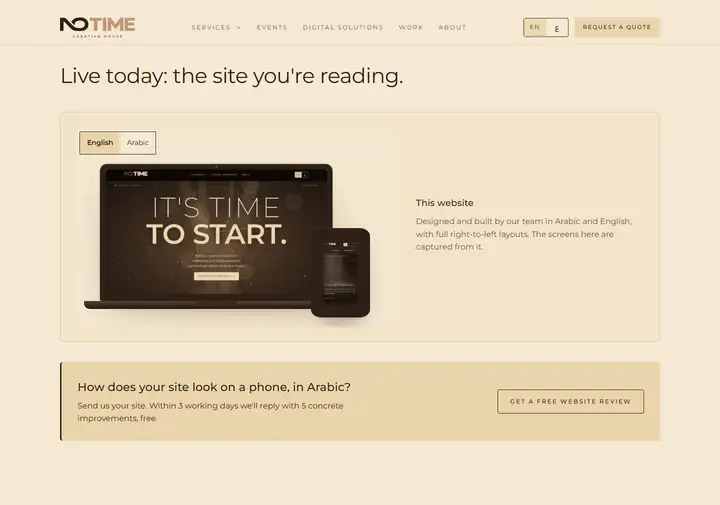 NOTIME
CREATIVE HOUSE
SERVICES
EVENTS
DIGITAL SOLUTIONS
WORK
ABOUT
EN
ع
REQUEST A QUOTE
Live today: the site you're reading.
English
Arabic
NOTIME
IT'S TIME
TO START.
This website
Designed and built by our team in Arabic and English,
with full right-to-left layouts. The screens here are
captured from it.
How does your site look on a phone, in Arabic?
Send us your site. Within 3 working days we'll reply with 5 concrete
improvements, free.
GET A FREE WEBSITE REVIEW